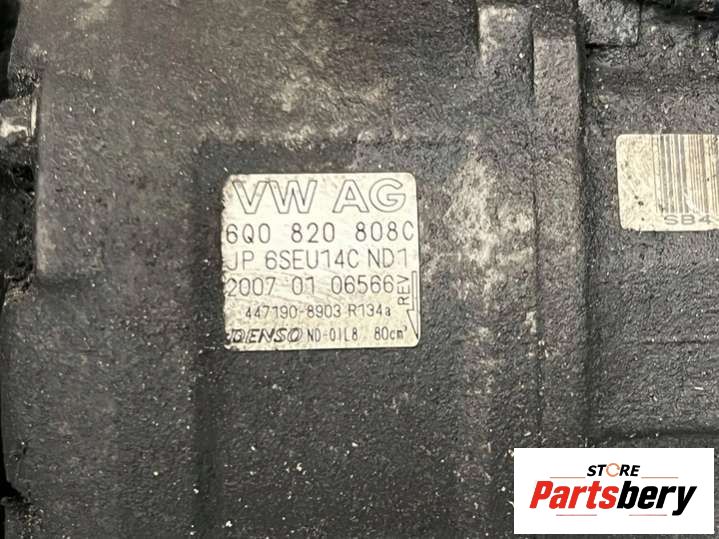 VW AG
6Q0 820 808C
JP 6SEU14C ND1
2007 01 06566
REV
447190-8903 R134a
DENSO ND-OIL8 80cm³
SB4
STORE
Partsbery